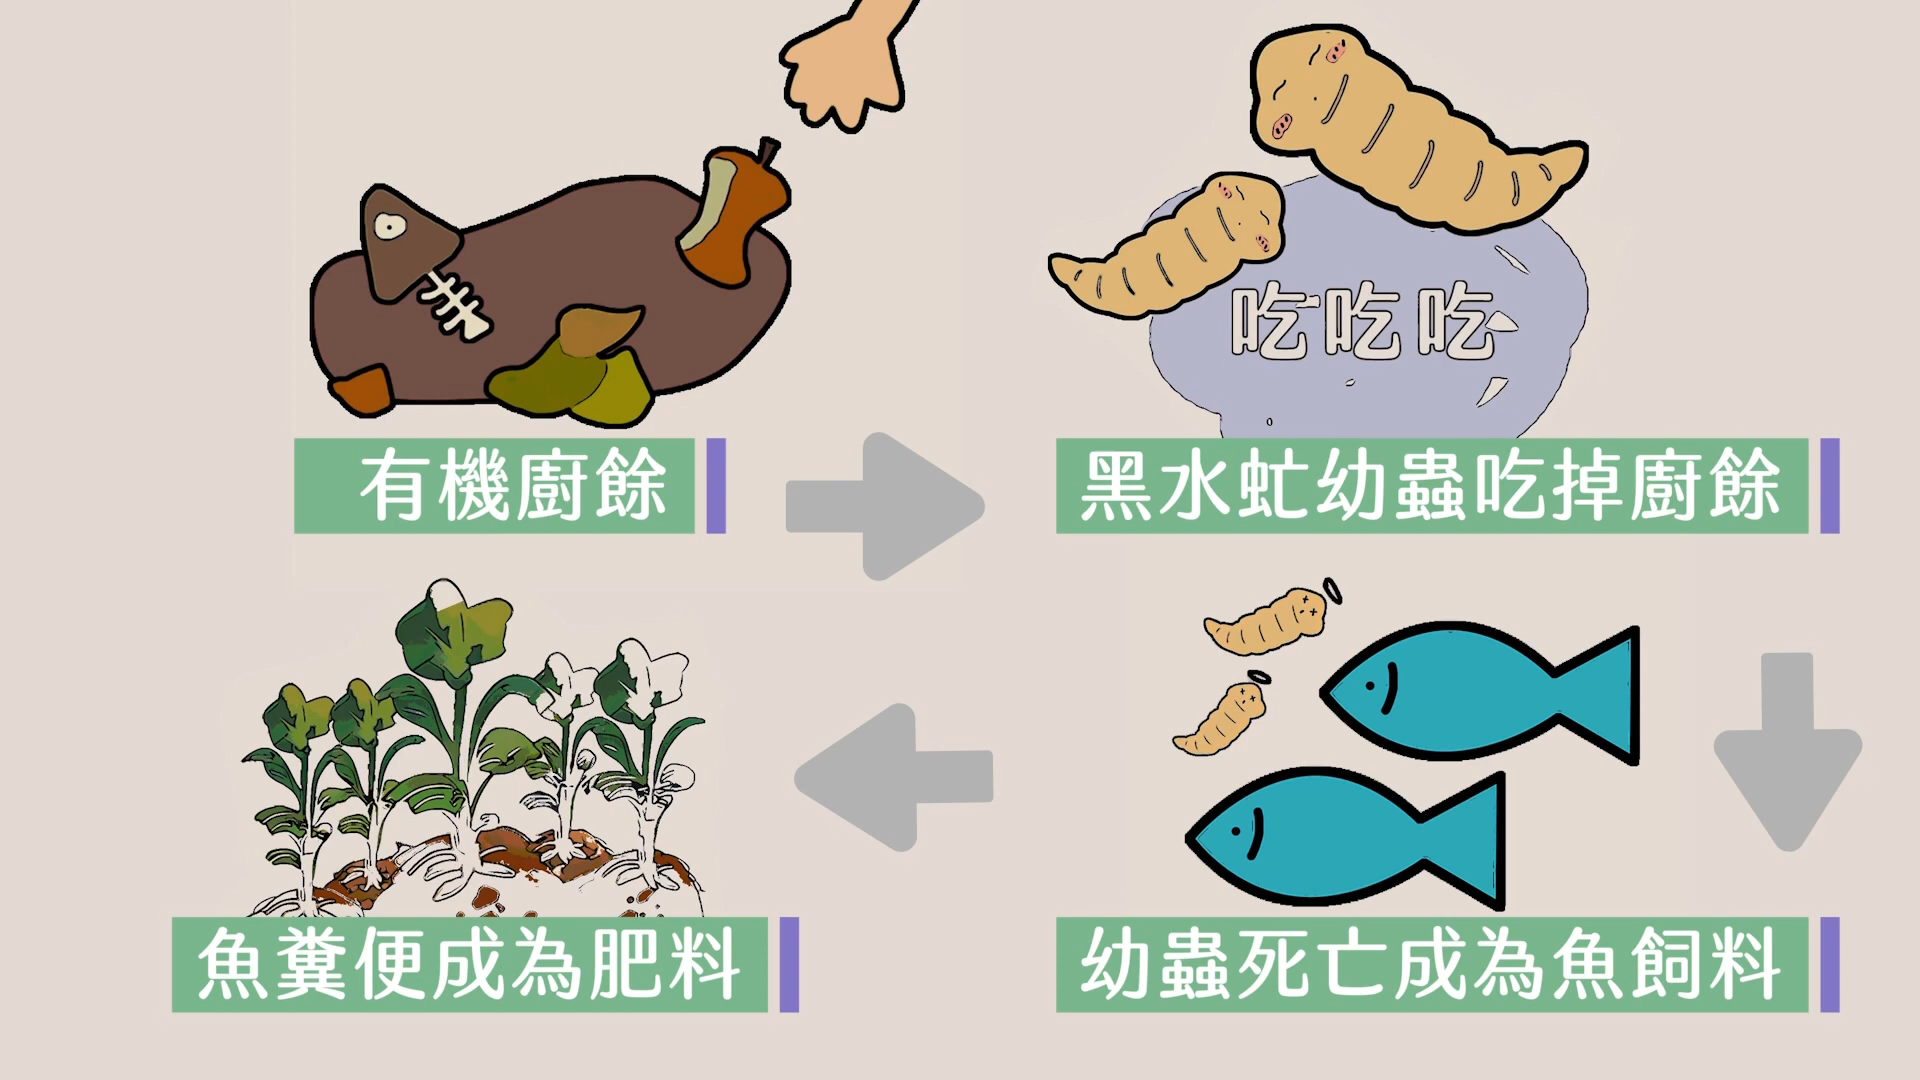 吃吃吃
有機廚餘
黑水虻幼蟲吃掉廚餘
幼蟲死亡成為魚飼料
魚糞便成為肥料